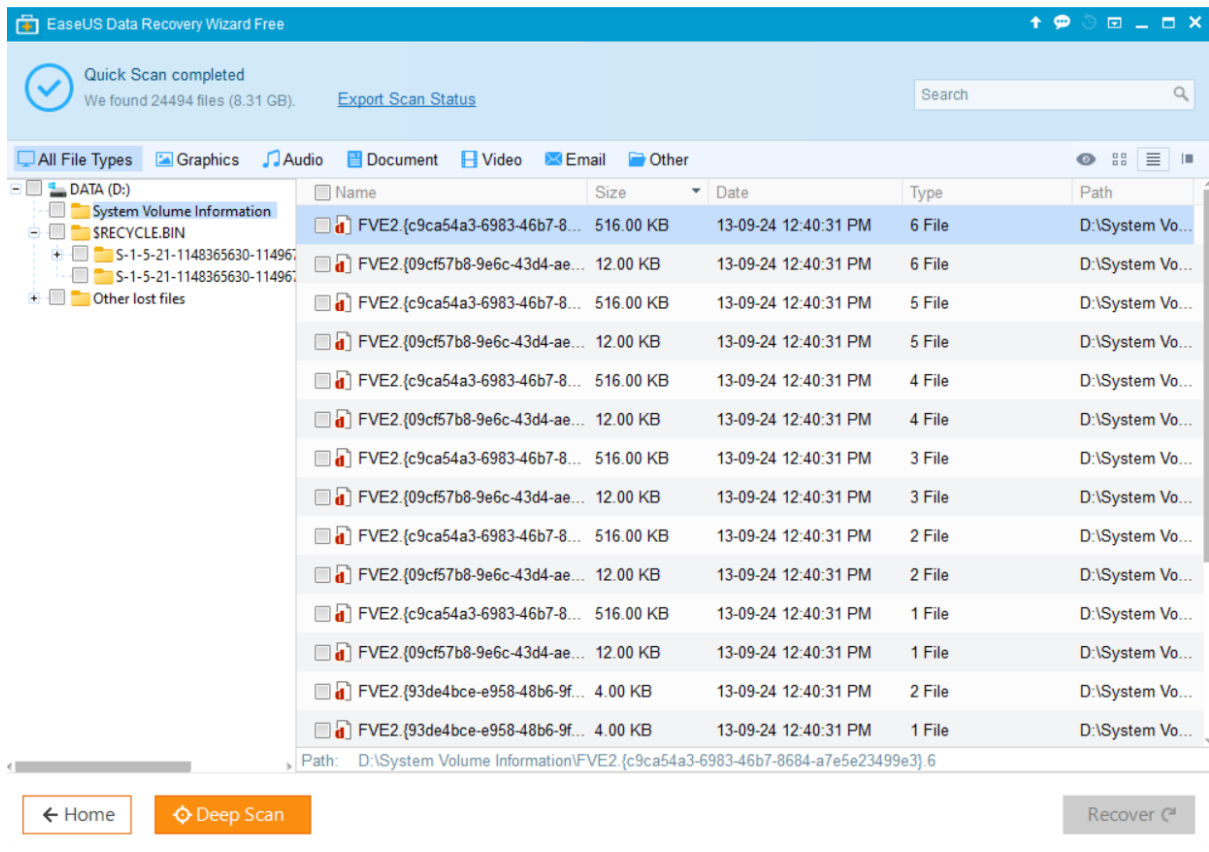 EaseUS Data Recovery Wizard Free
Quick Scan completed
We found 24494 files (8.31 GB).
Export Scan Status
Search
All File Types Graphics Audio Document Video Email Other
DATA (D:)
System Volume Information
$RECYCLE.BIN
S-1-5-21-1148365630-114967
S-1-5-21-1148365630-114967
Other lost files
Name Size Date Type Path
FVE2.{c9ca54a3-6983-46b7-8... 516.00 KB 13-09-24 12:40:31 PM 6 File D:\System Vo...
FVE2.{09cf57b8-9e6c-43d4-ae... 12.00 KB 13-09-24 12:40:31 PM 6 File D:\System Vo...
FVE2.{c9ca54a3-6983-46b7-8... 516.00 KB 13-09-24 12:40:31 PM 5 File D:\System Vo...
FVE2.{09cf57b8-9e6c-43d4-ae... 12.00 KB 13-09-24 12:40:31 PM 5 File D:\System Vo...
FVE2.{c9ca54a3-6983-46b7-8... 516.00 KB 13-09-24 12:40:31 PM 4 File D:\System Vo...
FVE2.{09cf57b8-9e6c-43d4-ae... 12.00 KB 13-09-24 12:40:31 PM 4 File D:\System Vo...
FVE2.{c9ca54a3-6983-46b7-8... 516.00 KB 13-09-24 12:40:31 PM 3 File D:\System Vo...
FVE2.{09cf57b8-9e6c-43d4-ae... 12.00 KB 13-09-24 12:40:31 PM 3 File D:\System Vo...
FVE2.{c9ca54a3-6983-46b7-8... 516.00 KB 13-09-24 12:40:31 PM 2 File D:\System Vo...
FVE2.{09cf57b8-9e6c-43d4-ae... 12.00 KB 13-09-24 12:40:31 PM 2 File D:\System Vo...
FVE2.{c9ca54a3-6983-46b7-8... 516.00 KB 13-09-24 12:40:31 PM 1 File D:\System Vo...
FVE2.{09cf57b8-9e6c-43d4-ae... 12.00 KB 13-09-24 12:40:31 PM 1 File D:\System Vo...
FVE2.{93de4bce-e958-48b6-9f... 4.00 KB 13-09-24 12:40:31 PM 2 File D:\System Vo...
FVE2.{93de4bce-e958-48b6-9f... 4.00 KB 13-09-24 12:40:31 PM 1 File D:\System Vo...
Path: D:\System Volume Information\FVE2.{c9ca54a3-6983-46b7-8684-a7e5e23499e3}.6
Home Deep Scan Recover